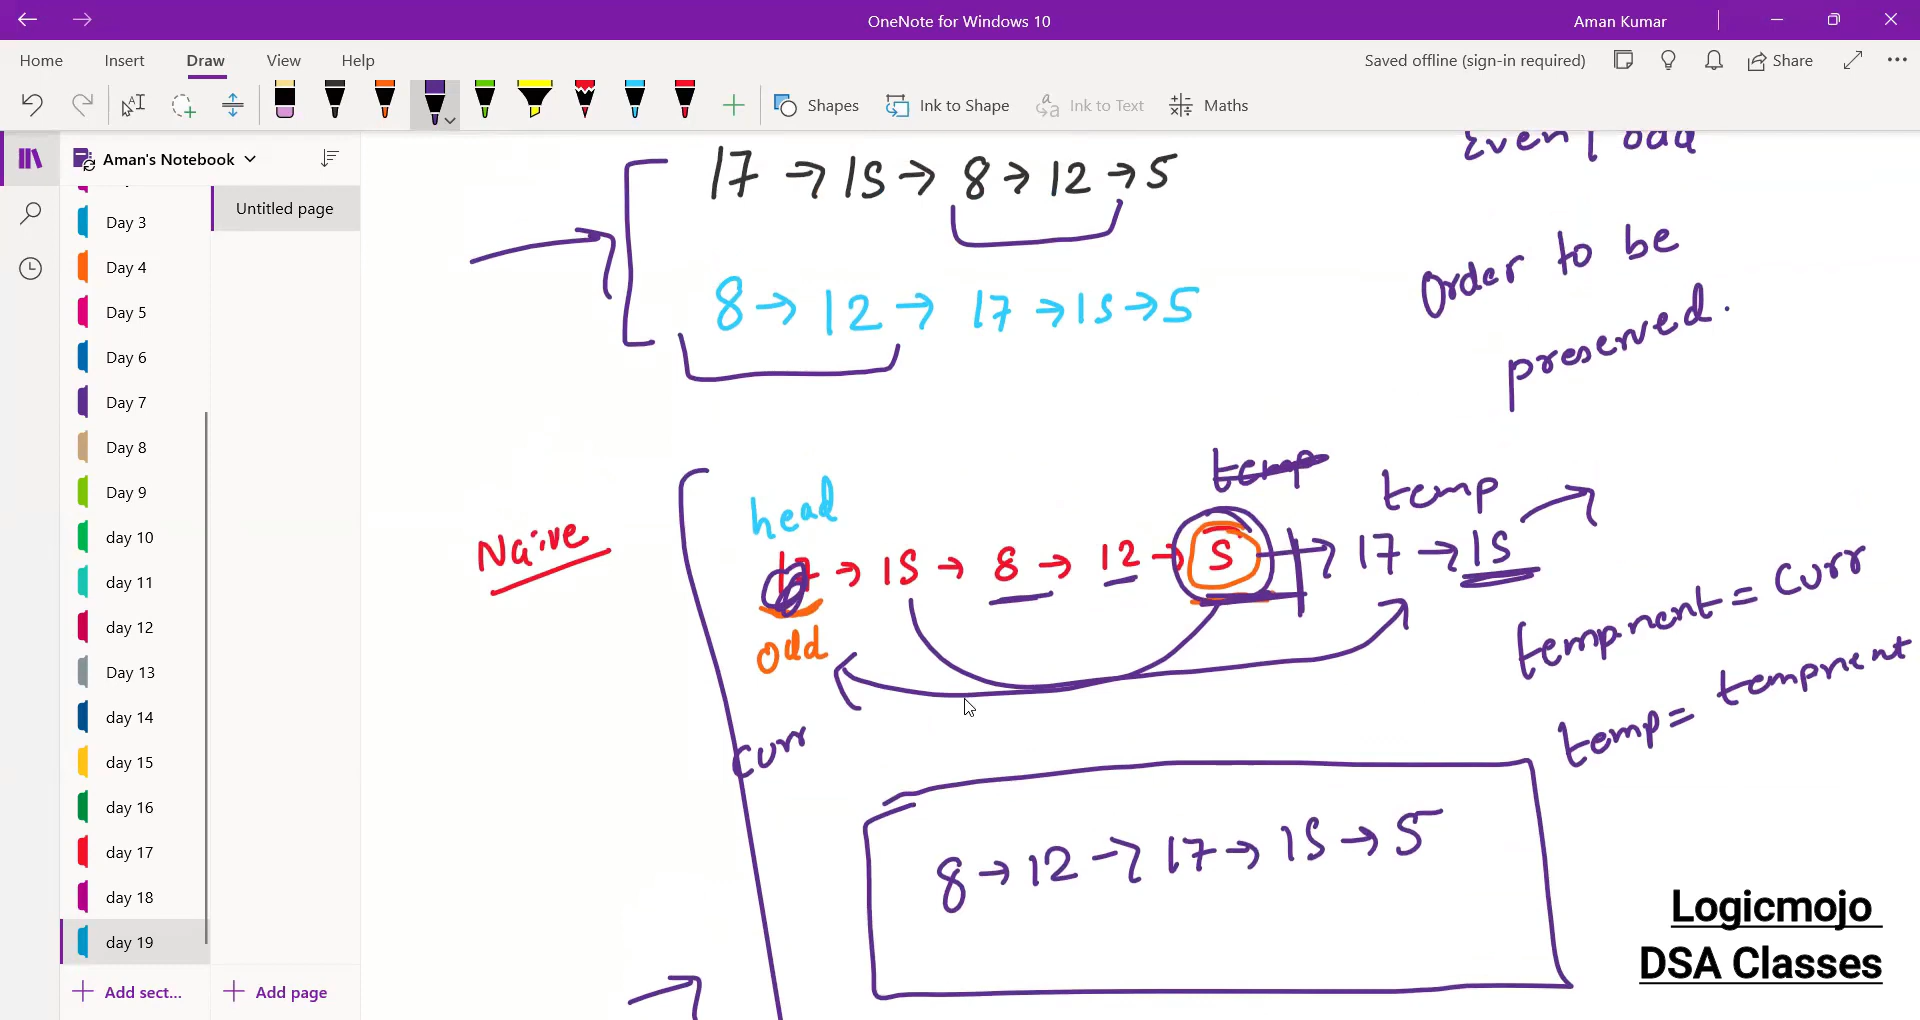 OneNote for Windows 10
Aman Kumar
Home Insert Draw View Help
Saved offline (sign-in required) Share
Shapes Ink to Shape Ink to Text Maths
Aman's Notebook
Untitled page
Day 3
Day 4
Day 5
Day 6
Day 7
Day 8
Day 9
day 10
day 11
day 12
Day 13
day 14
day 15
day 16
day 17
day 18
day 19
Add sect...
Add page
Even / odd
17 → 15 → 8 → 12 → 5
order to be
preserved.
8 → 12 → 17 → 15 → 5
temp
temp
head
Naive
17 → 15 → 8 → 12 → 5 → 17 → 15
odd
tempnent = curr
temp = tempnent
curr
8 → 12 → 17 → 15 → 5
Logicmojo
DSA Classes